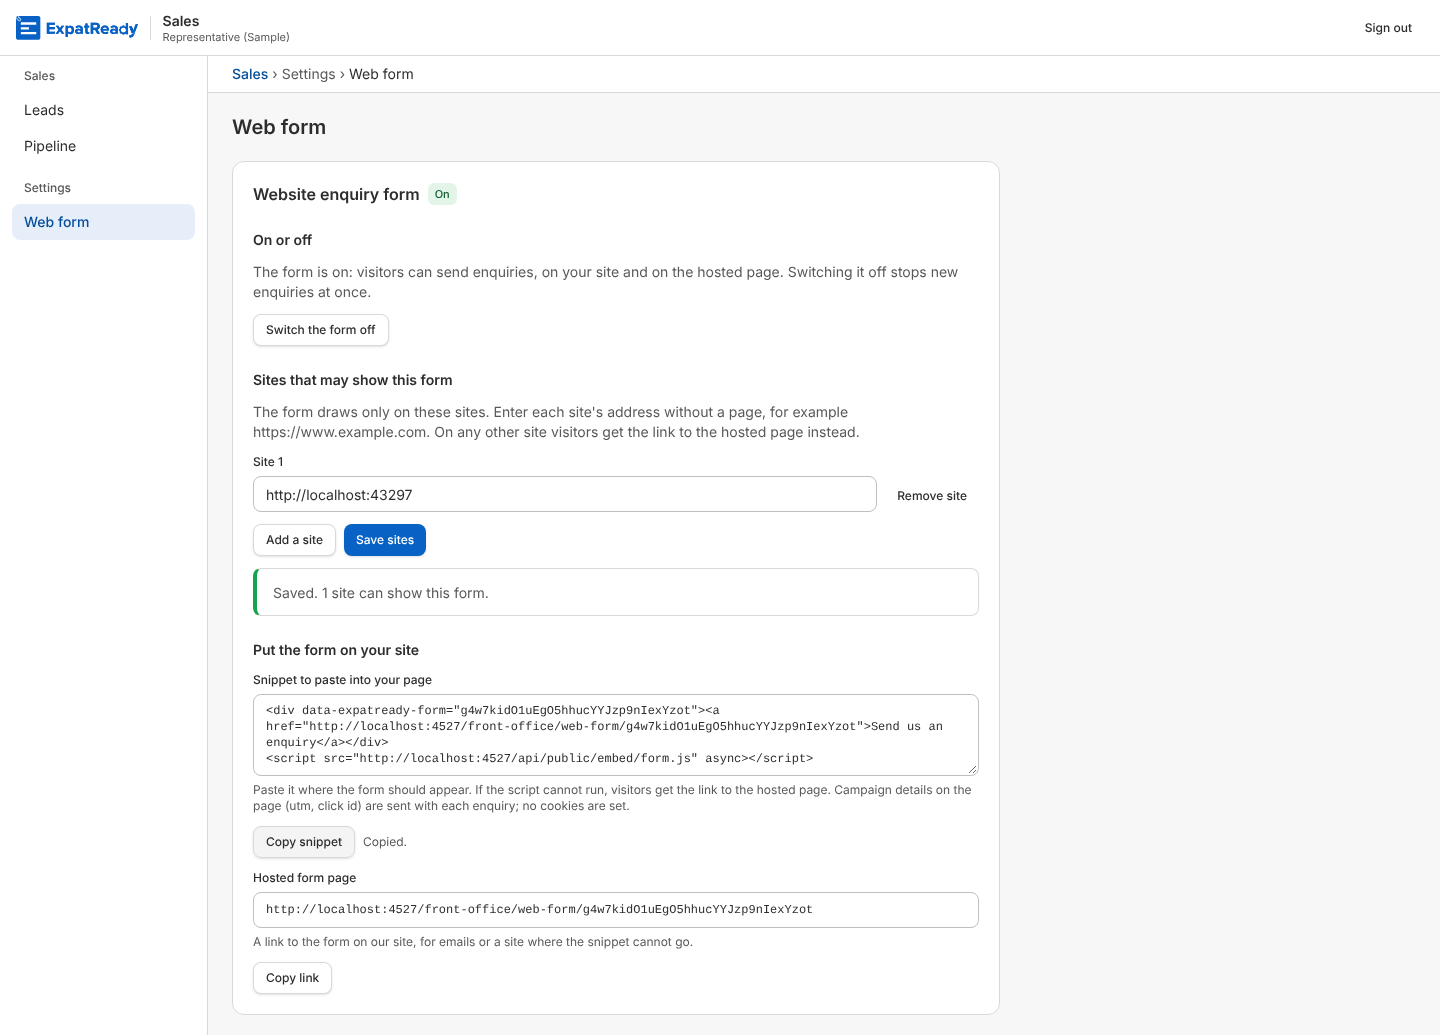 ExpatReady
Sales
Representative (Sample)
Sign out
Sales
Leads
Pipeline
Settings
Web form
Sales › Settings › Web form
Web form
Website enquiry form On
On or off
The form is on: visitors can send enquiries, on your site and on the hosted page. Switching it off stops new
enquiries at once.
Switch the form off
Sites that may show this form
The form draws only on these sites. Enter each site's address without a page, for example
https://www.example.com. On any other site visitors get the link to the hosted page instead.
Site 1
http://localhost:43297
Remove site
Add a site
Save sites
Saved. 1 site can show this form.
Put the form on your site
Snippet to paste into your page
<div data-expatready-form="g4w7kidO1uEgO5hhucYYJzp9nIexYzot"><a
href="http://localhost:4527/front-office/web-form/g4w7kidO1uEgO5hhucYYJzp9nIexYzot">Send us an
enquiry</a></div>
<script src="http://localhost:4527/api/public/embed/form.js" async></script>
Paste it where the form should appear. If the script cannot run, visitors get the link to the hosted page. Campaign details on the
page (utm, click id) are sent with each enquiry; no cookies are set.
Copy snippet
Copied.
Hosted form page
http://localhost:4527/front-office/web-form/g4w7kidO1uEgO5hhucYYJzp9nIexYzot
A link to the form on our site, for emails or a site where the snippet cannot go.
Copy link